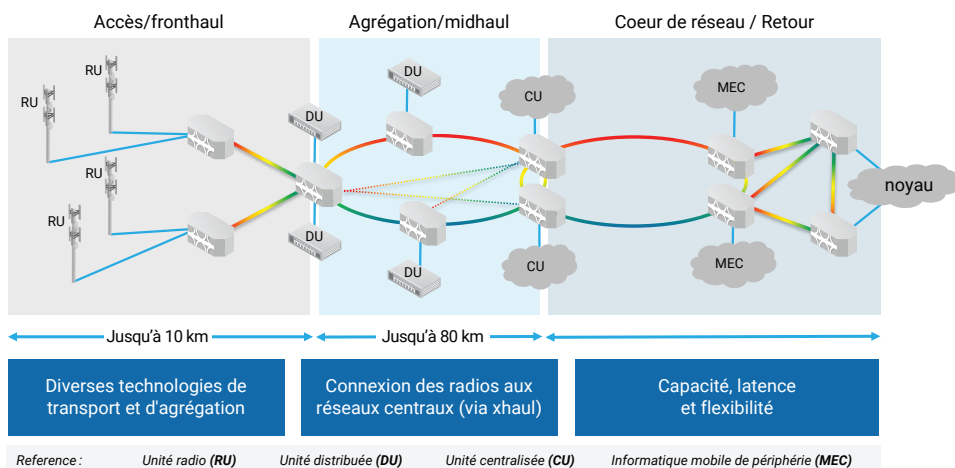 Accès/fronthaul
Agrégation/midhaul
Coeur de réseau / Retour
RU
RU
RU
RU
DU
DU
DU
DU
CU
CU
MEC
MEC
noyau
Jusqu'à 10 km
Jusqu'à 80 km
Diverses technologies de
transport et d'agrégation
Connexion des radios aux
réseaux centraux (via xhaul)
Capacité, latence
et flexibilité
Reference : Unité radio (RU) Unité distribuée (DU) Unité centralisée (CU) Informatique mobile de périphérie (MEC)